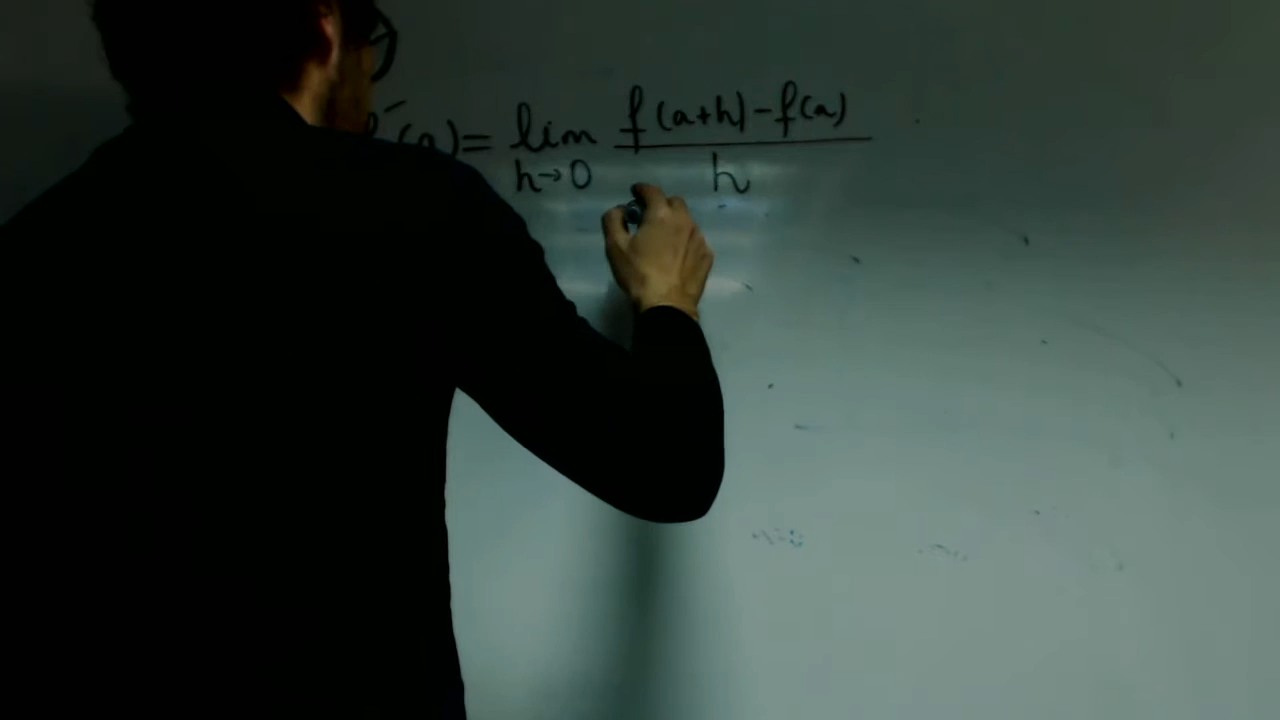 f'(a) = lim f(a+h) - f(a)
h→0 h